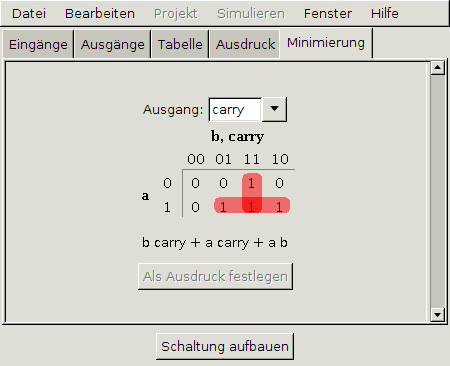 Datei Bearbeiten Projekt Simulieren Fenster Hilfe
Eingänge Ausgänge Tabelle Ausdruck Minimierung
Ausgang: carry
b, carry
00 01 11 10
0 0 0 1 0
a
1 0 1 1 1
b carry + a carry + a b
Als Ausdruck festlegen
Schaltung aufbauen